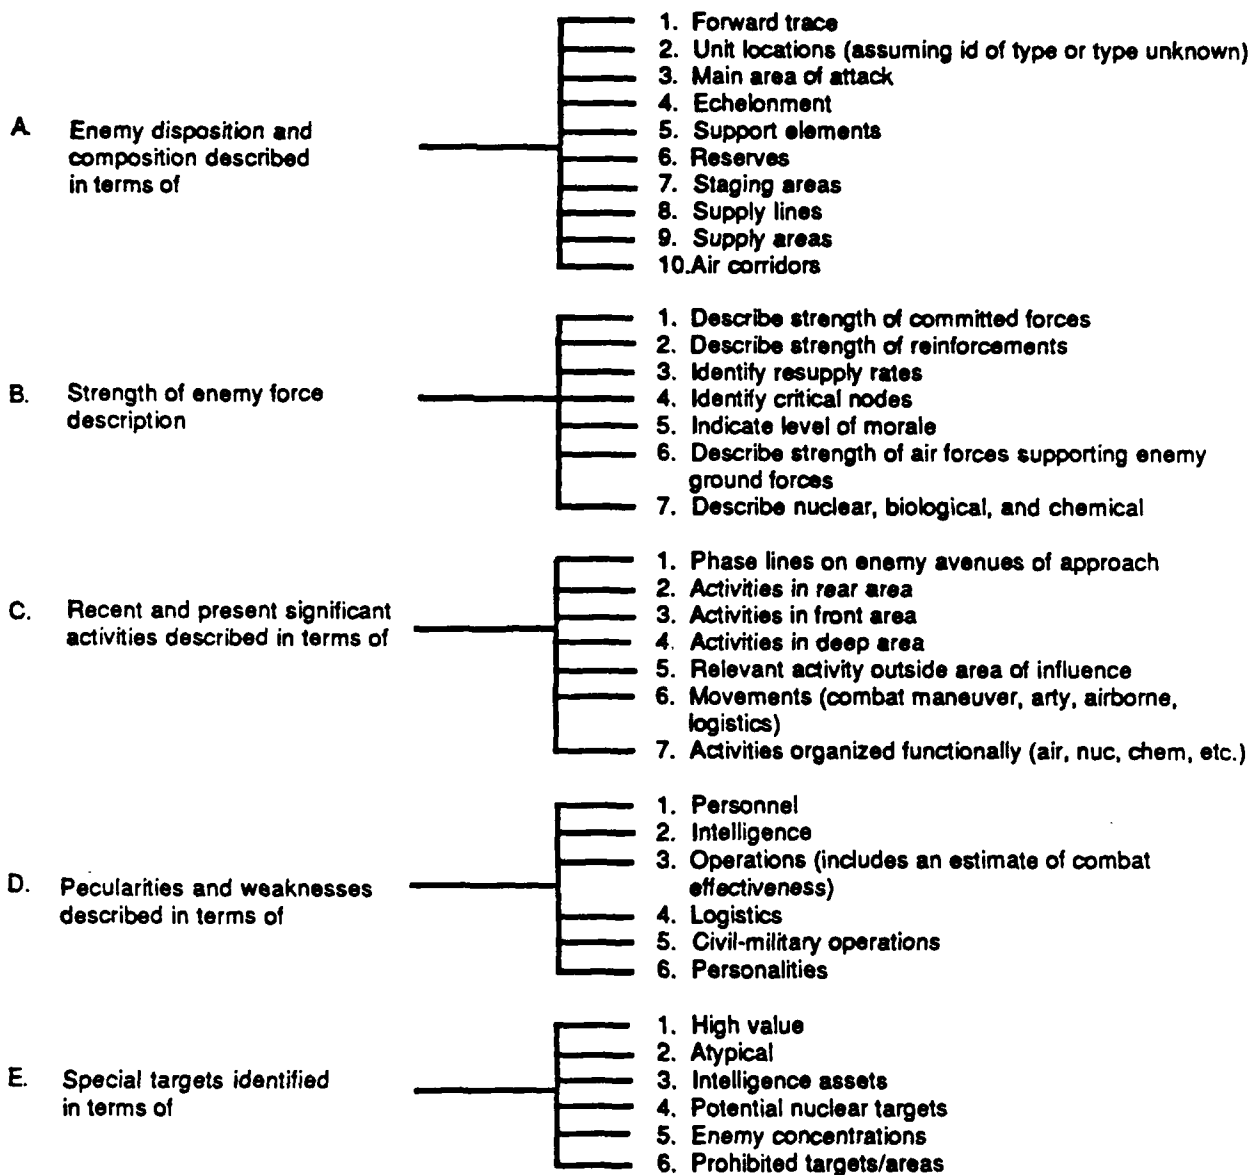 A. Enemy disposition and
composition described
in terms of
1. Forward trace
2. Unit locations (assuming id of type or type unknown)
3. Main area of attack
4. Echelonment
5. Support elements
6. Reserves
7. Staging areas
8. Supply lines
9. Supply areas
10.Air corridors
B. Strength of enemy force
description
1. Describe strength of committed forces
2. Describe strength of reinforcements
3. Identify resupply rates
4. Identify critical nodes
5. Indicate level of morale
6. Describe strength of air forces supporting enemy
ground forces
7. Describe nuclear, biological, and chemical
C. Recent and present significant
activities described in terms of
1. Phase lines on enemy avenues of approach
2. Activities in rear area
3. Activities in front area
4. Activities in deep area
5. Relevant activity outside area of influence
6. Movements (combat maneuver, arty, airborne,
logistics)
7. Activities organized functionally (air, nuc, chem, etc.)
D. Pecularities and weaknesses
described in terms of
1. Personnel
2. Intelligence
3. Operations (includes an estimate of combat
effectiveness)
4. Logistics
5. Civil-military operations
6. Personalities
E. Special targets identified
in terms of
1. High value
2. Atypical
3. Intelligence assets
4. Potential nuclear targets
5. Enemy concentrations
6. Prohibited targets/areas